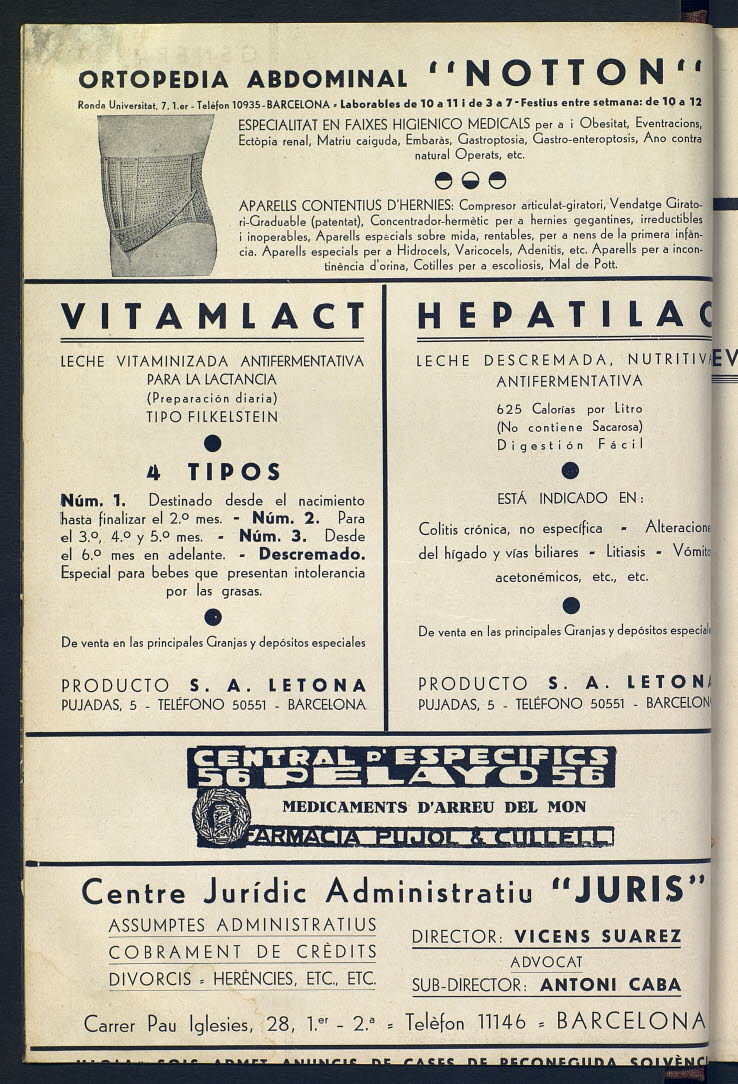 ORTOPEDIA ABDOMINAL "NOTTON"
Ronda Universitat, 7, 1.er - Telèfon 10935 - BARCELONA - Laborables de 10 a 11 i de 3 a 7 - Festius entre setmana: de 10 a 12
ESPECIALITAT EN FAIXES HIGIENICO MEDICALS per a i Obesitat, Eventracions,
Ectòpia renal, Matriu caiguda, Embaràs, Gastroptosia, Gastro-enteroptosis, Ano contra
natural Operats, etc.
APARELLS CONTENTIUS D'HERNIES: Compresor articulat-giratori, Vendatge Girato-
ri-Graduable (patentat), Concentrador-hermètic per a hernies gegantines, irreductibles
i inoperables, Aparells especials sobre mida, rentables, per a nens de la primera infàn-
cia. Aparells especials per a Hidrocels, Varicocels, Adenitis, etc. Aparells per a incon-
tinència d'orina, Cotilles per a escoliosis, Mal de Pott.
VITAMLACT
LECHE VITAMINIZADA ANTIFERMENTATIVA
PARA LA LACTANCIA
(Preparación diaria)
TIPO FILKELSTEIN
4 TIPOS
Núm. 1. Destinado desde el nacimiento
hasta finalizar el 2.º mes. - Núm. 2. Para
el 3.º, 4.º y 5.º mes. - Núm. 3. Desde
el 6.º mes en adelante. - Descremado.
Especial para bebes que presentan intolerancia
por las grasas.
De venta en las principales Granjas y depósitos especiales
PRODUCTO S. A. LETONA
PUJADAS, 5 - TELÉFONO 50551 - BARCELONA
HEPATILAC
LECHE DESCREMADA, NUTRITIV
ANTIFERMENTATIVA
625 Calorías por Litro
(No contiene Sacarosa)
Digestión Fácil
ESTÁ INDICADO EN:
Colitis crónica, no específica - Alteracione
del hígado y vías biliares - Litiasis - Vómito
acetonémicos, etc., etc.
De venta en las principales Granjas y depósitos especiale
PRODUCTO S. A. LETONA
PUJADAS, 5 - TELÉFONO 50551 - BARCELON
EV
CENTRAL D'ESPECIFICS
56 PELAYO 56
MEDICAMENTS D'ARREU DEL MON
FARMACIA PUJOL & CULLELL
Centre Jurídic Administratiu "JURIS"
ASSUMPTES ADMINISTRATIUS
COBRAMENT DE CRÈDITS
DIVORCIS = HERÈNCIES, ETC., ETC.
DIRECTOR: VICENS SUAREZ
ADVOCAT
SUB-DIRECTOR: ANTONI CABA
Carrer Pau Iglesies, 28, 1.er - 2.ª = Telèfon 11146 = BARCELONA
SOLS ADMET ANUNCIS DE CASES DE RECONEGUDA SOLVÈNCI